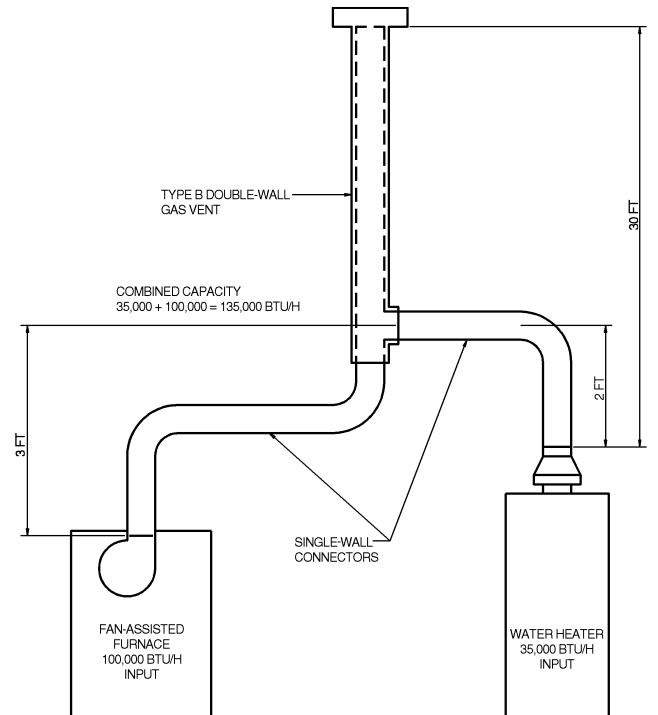 TYPE B DOUBLE-WALL
GAS VENT
30 FT
COMBINED CAPACITY
35,000 + 100,000 = 135,000 BTU/H
2 FT
3 FT
SINGLE-WALL
CONNECTORS
FAN-ASSISTED
FURNACE
100,000 BTU/H
INPUT
WATER HEATER
35,000 BTU/H
INPUT